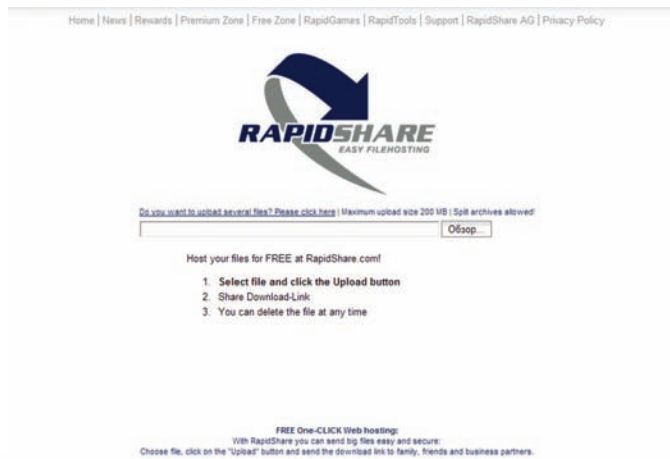 Home | News | Rewards | Premium Zone | Free Zone | RapidGames | RapidTools | Support | RapidShare AG | Privacy Policy
RAPIDSHARE
EASY FILEHOSTING
Do you want to upload several files? Please click here | Maximum upload size 200 MB | Split archives allowed!
Обзор...
Host your files for FREE at RapidShare.com!
1. Select file and click the Upload button
2. Share Download-Link
3. You can delete the file at any time
FREE One-CLICK Web hosting:
With RapidShare you can send big files easy and secure:
Choose file, click on the "Upload" button and send the download link to family, friends and business partners.